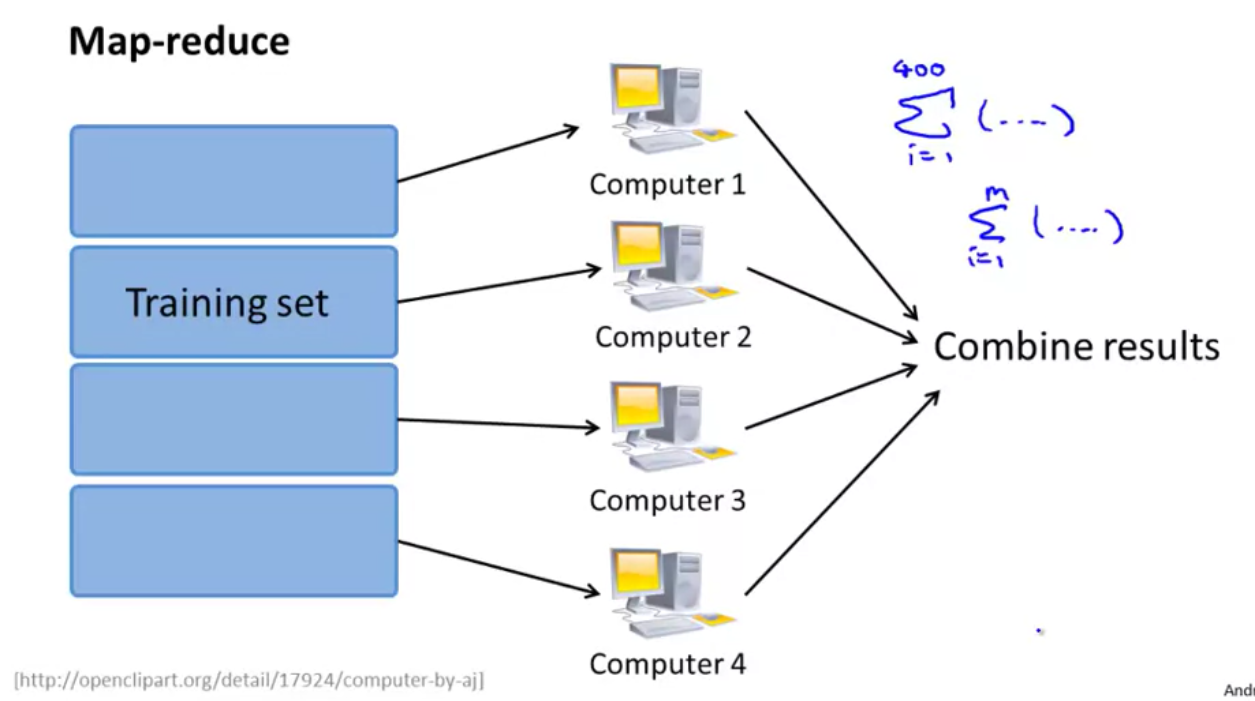 Map-reduce
400
∑ (....)
i=1
m
∑ (....)
i=1
Computer 1
Training set
Computer 2
Combine results
Computer 3
Computer 4
[http://openclipart.org/detail/17924/computer-by-aj]
Andr